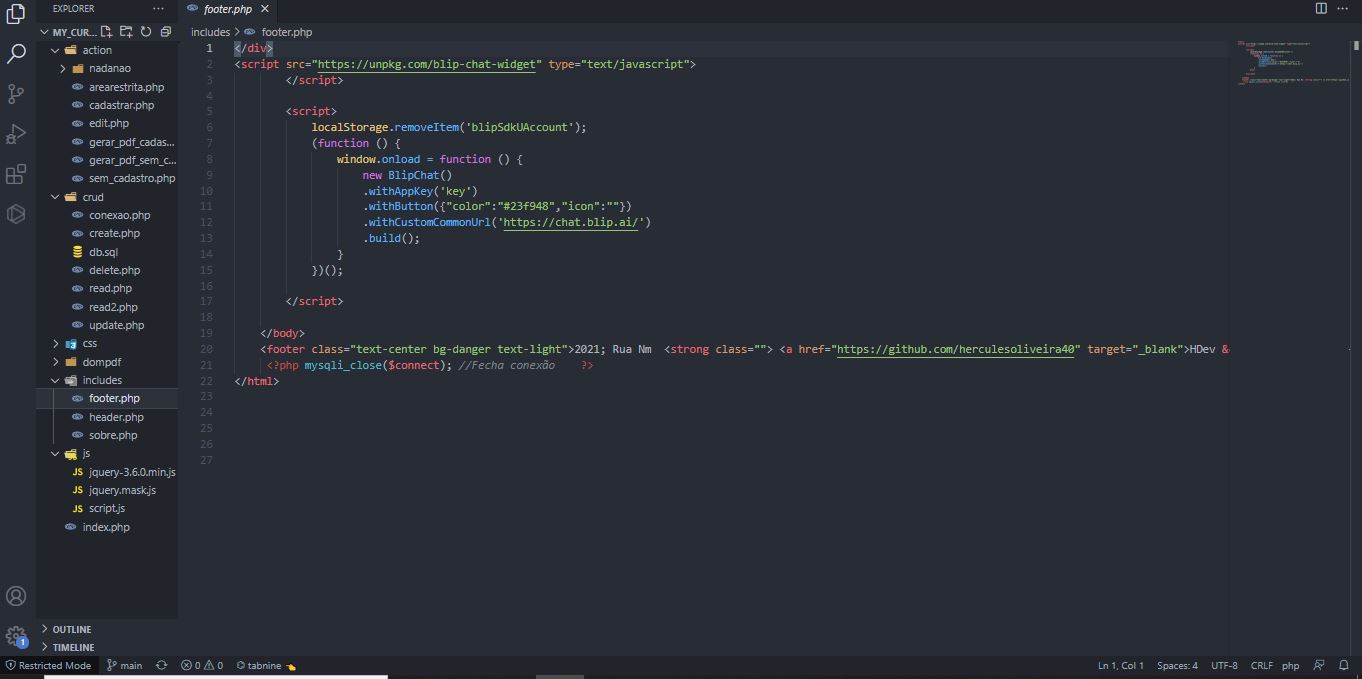 EXPLORER ···
footer.php ×
···
MY_CUR...
includes > footer.php
action
nadanao
arearestrita.php
cadastrar.php
edit.php
gerar_pdf_cadas...
gerar_pdf_sem_c...
sem_cadastro.php
crud
conexao.php
create.php
db.sql
delete.php
read.php
read2.php
update.php
css
dompdf
includes
footer.php
header.php
sobre.php
js
JS jquery-3.6.0.min.js
JS jquery.mask.js
JS script.js
index.php
OUTLINE
TIMELINE
1 </div>
2 <script src="https://unpkg.com/blip-chat-widget" type="text/javascript">
3 </script>
4
5 <script>
6 localStorage.removeItem('blipSdkUAccount');
7 (function () {
8 window.onload = function () {
9 new BlipChat()
10 .withAppKey('key')
11 .withButton({"color":"#23f948","icon":""})
12 .withCustomCommonUrl('https://chat.blip.ai/')
13 .build();
14 }
15 })();
16
17 </script>
18
19 </body>
20 <footer class="text-center bg-danger text-light">2021; Rua Nm <strong class=""> <a href="https://github.com/herculesoliveira40" target="_blank">HDev &
21 <?php mysqli_close($connect); //Fecha conexão ?>
22 </html>
23
24
25
26
27
1
Restricted Mode main 0 0 tabnine Ln 1, Col 1 Spaces: 4 UTF-8 CRLF php